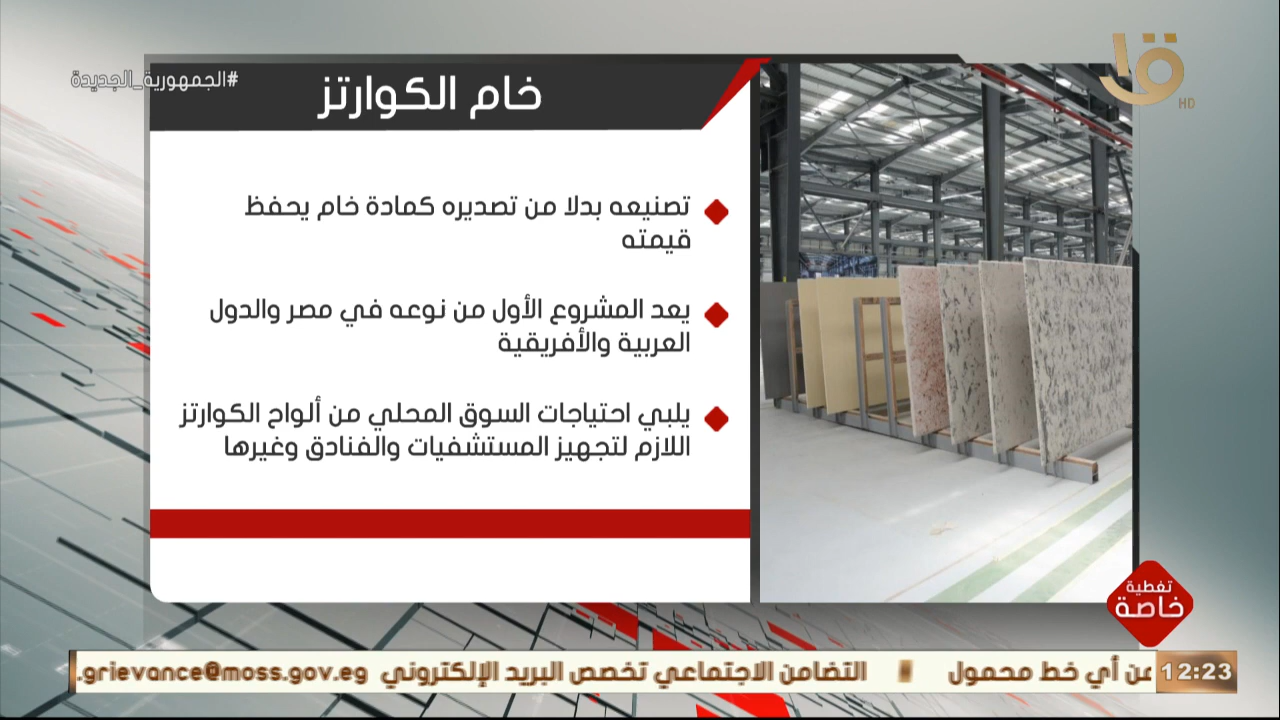 #الجمهورية_الجديدة
HD
خام الكوارتز
تصنيعه بدلا من تصديره كمادة خام يحفظ
قيمته
يعد المشروع الأول من نوعه في مصر والدول
العربية والأفريقية
يلبي احتياجات السوق المحلي من ألواح الكوارتز
اللازم لتجهيز المستشفيات والفنادق وغيرها
تغطية
خاصة
12:23 من أي خط محمول التضامن الاجتماعي تخصص البريد الإلكتروني grievance@moss.gov.eg.